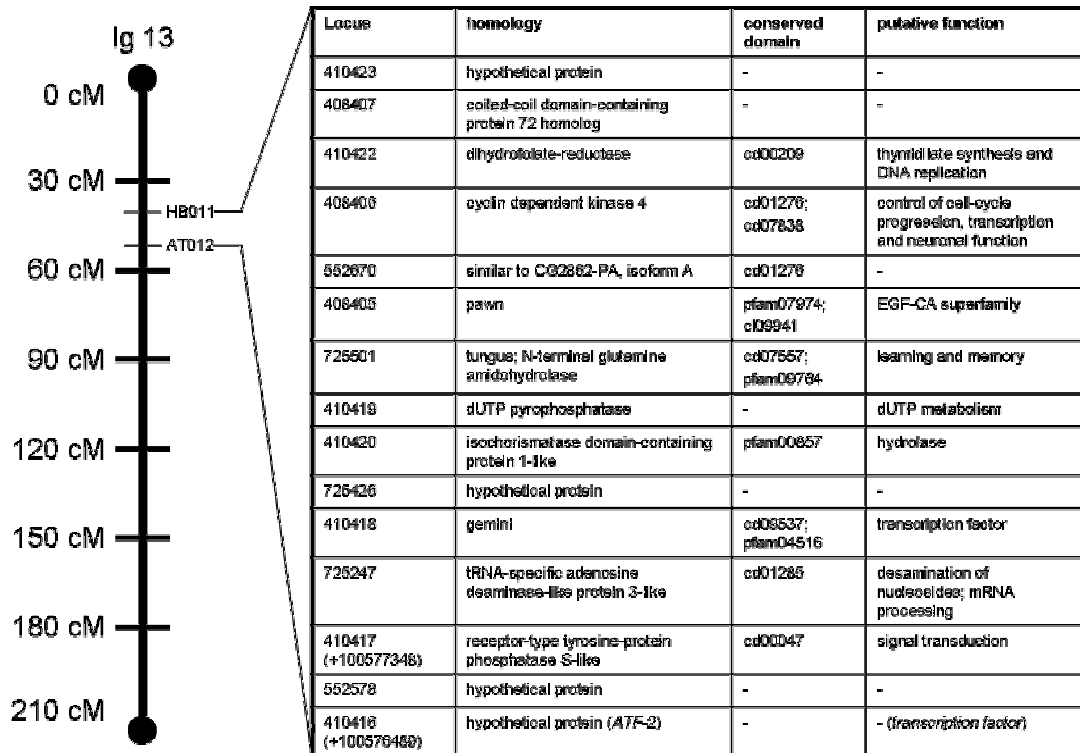 lg 13
0 cM
30 cM
HB011
AT012
60 cM
90 cM
120 cM
150 cM
180 cM
210 cM
Locus homology conserved putative function
domain
410423 hypothetical protein - -
408407 coiled-coil domain-containing - -
protein 72 homolog
410422 dihydrofolate-reductase cd00209 thymidilate synthesis and
DNA replication
408406 cyclin dependent kinase 4 cd01276; control of cell-cycle
cd07838 progression, transcription
and neuronal function
552670 similar to CG2862-PA, isoform A cd01276 -
408405 pawn pfam07974; EGF-CA superfamily
cl09941
725501 tungus; N-terminal glutamine cd07557; learning and memory
amidohydrolase pfam09764
410419 dUTP pyrophosphatase - dUTP metabolism
410420 isochorismatase domain-containing pfam00857 hydrolase
protein 1-like
725426 hypothetical protein - -
410418 gemini cd09537; transcription factor
pfam04516
725247 tRNA-specific adenosine cd01285 desamination of
deaminase-like protein 3-like nucleosides; mRNA
processing
410417 receptor-type tyrosine-protein cd00047 signal transduction
(+100577348) phosphatase S-like
552578 hypothetical protein - -
410416 hypothetical protein (ATF-2) - - (transcription factor)
(+100576489)